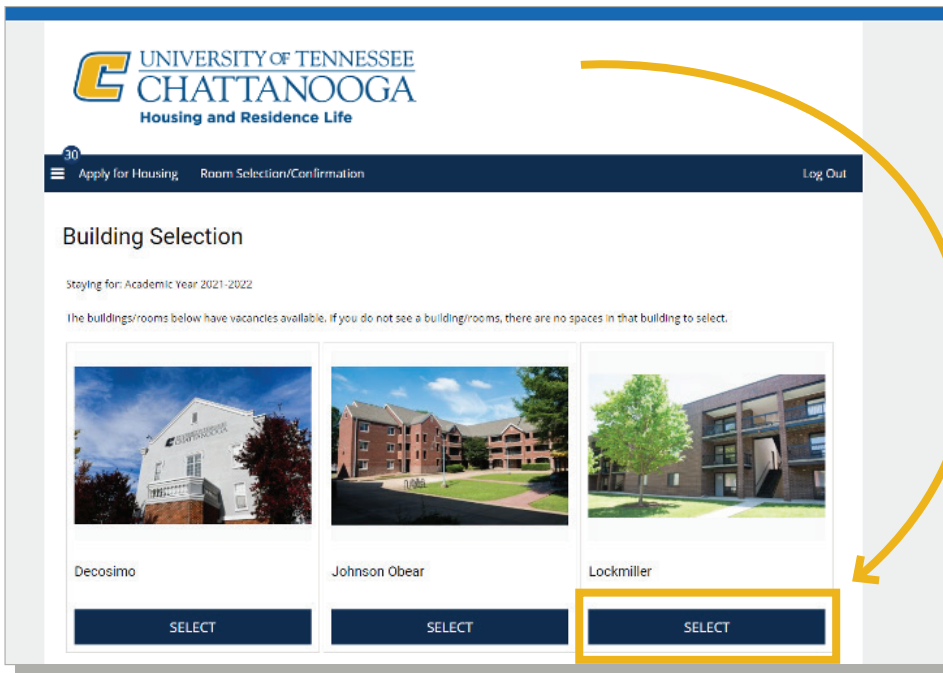 UNIVERSITY OF TENNESSEE
CHATTANOOGA
Housing and Residence Life
30
Apply for Housing Room Selection/Confirmation Log Out
Building Selection
Staying for: Academic Year 2021-2022
The buildings/rooms below have vacancies available. If you do not see a building/rooms, there are no spaces in that building to select.
CHATTANOOGA
Decosimo Johnson Obear Lockmiller
SELECT SELECT SELECT